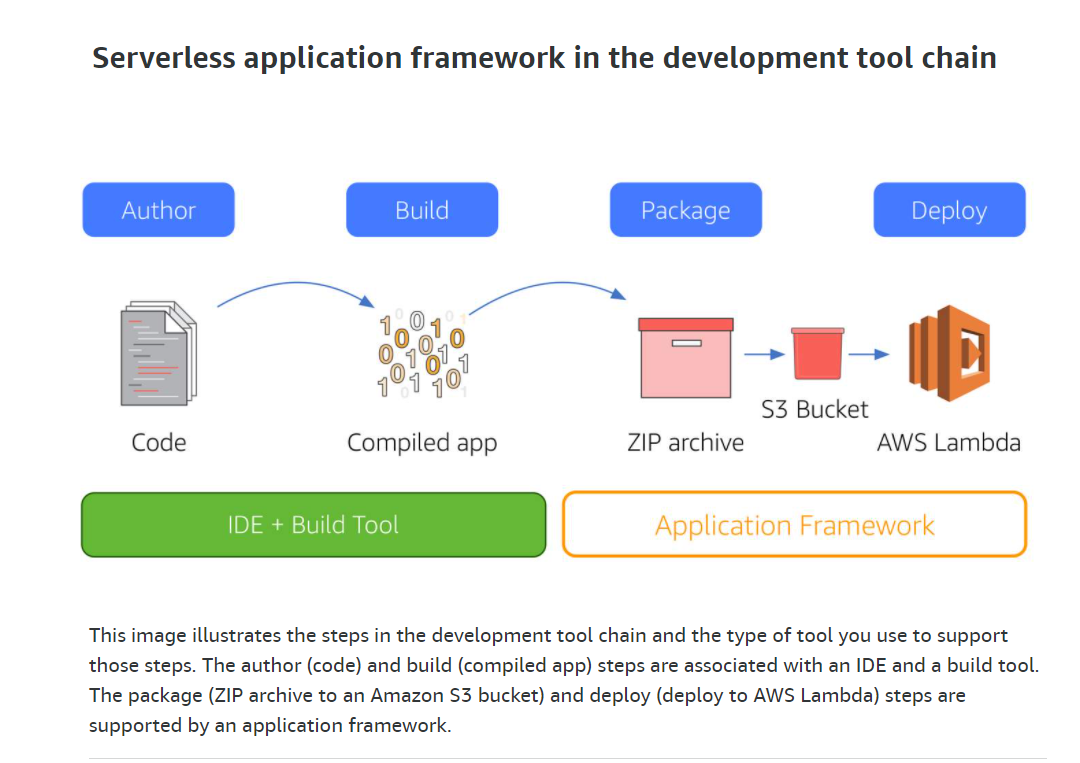 Serverless application framework in the development tool chain
Author
Build
Package
Deploy
S3 Bucket
Code
Compiled app
ZIP archive
AWS Lambda
IDE + Build Tool
Application Framework
This image illustrates the steps in the development tool chain and the type of tool you use to support
those steps. The author (code) and build (compiled app) steps are associated with an IDE and a build tool.
The package (ZIP archive to an Amazon S3 bucket) and deploy (deploy to AWS Lambda) steps are
supported by an application framework.